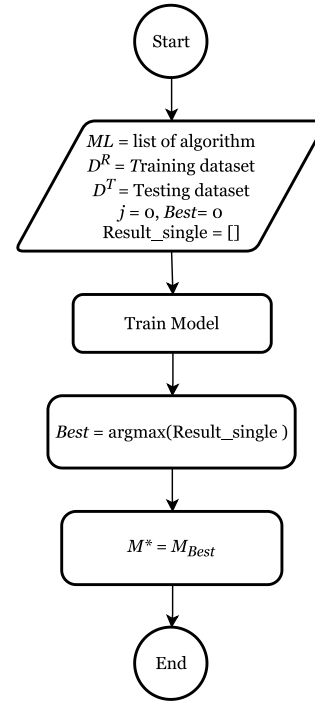 Start
ML = list of algorithm
D^R = Training dataset
D^T = Testing dataset
j = 0, Best= 0
Result_single = []
Train Model
Best = argmax(Result_single )
M* = M_Best
End